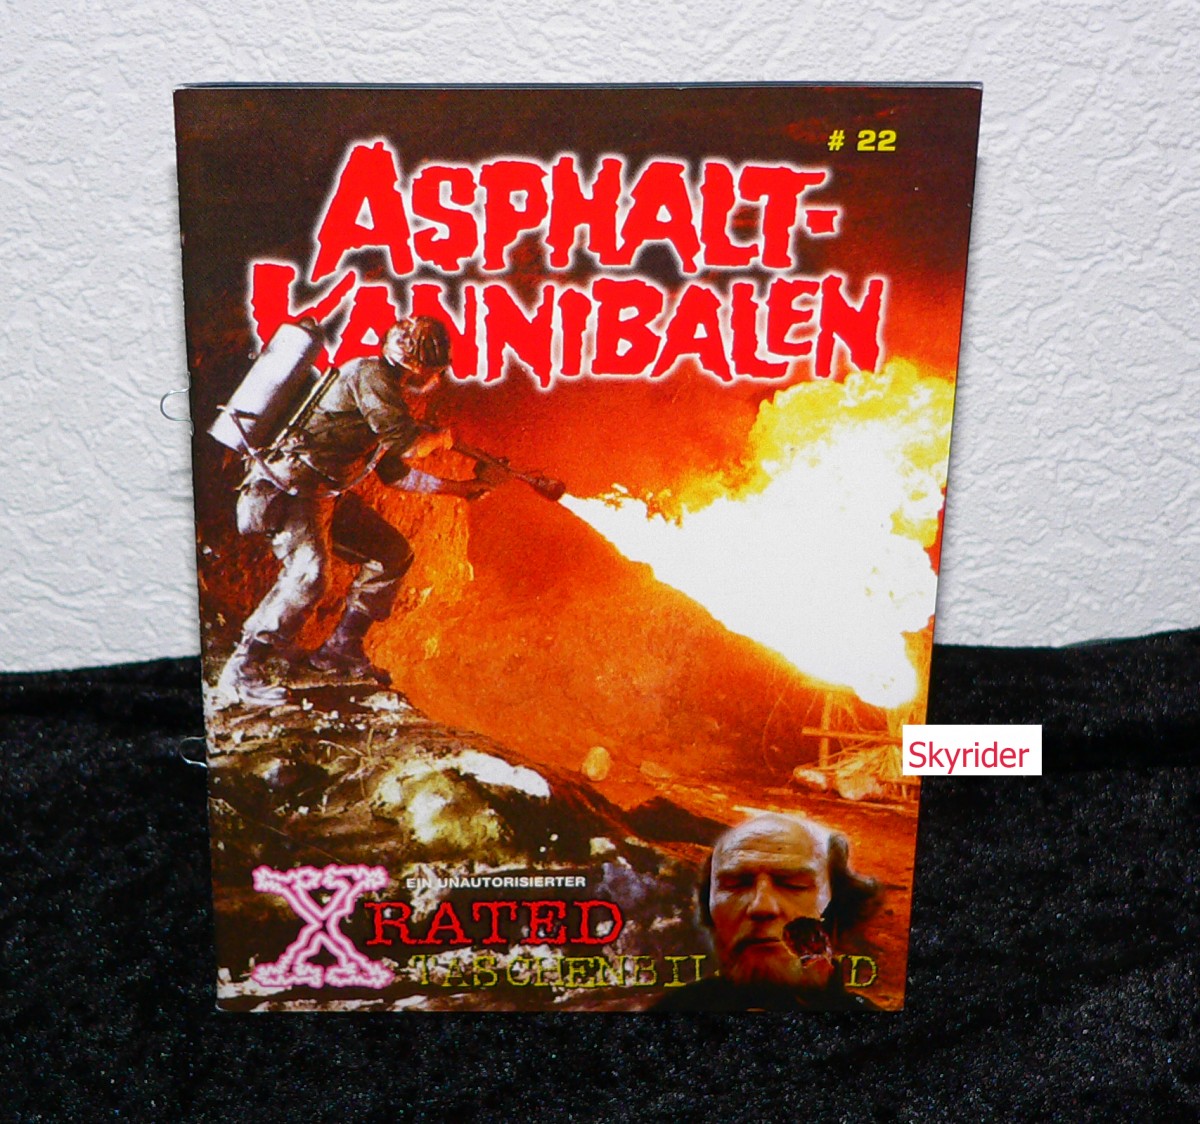 # 22
ASPHALT-
KANNIBALEN
Skyrider
EIN UNAUTORISIERTER
X RATED